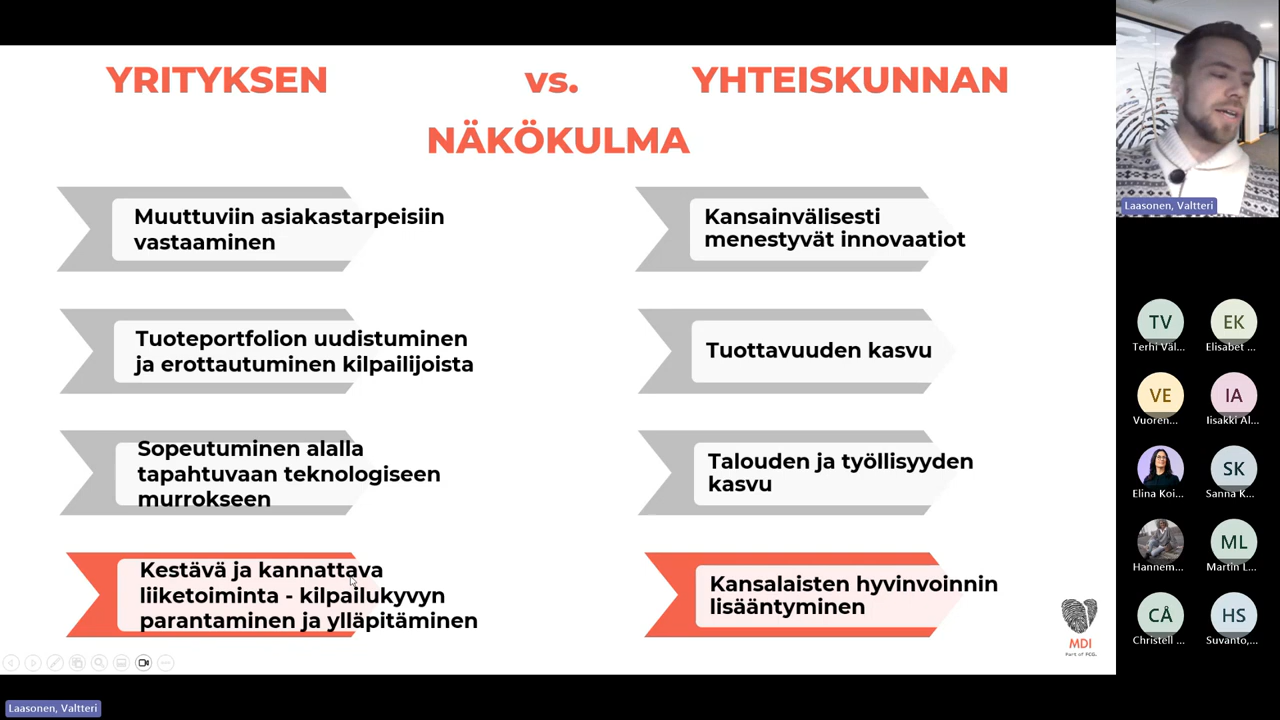 YRITYKSEN vs. YHTEISKUNNAN
NÄKÖKULMA
Muuttuviin asiakastarpeisiin
vastaaminen
Tuoteportfolion uudistuminen
ja erottautuminen kilpailijoista
Sopeutuminen alalla
tapahtuvaan teknologiseen
murrokseen
Kestävä ja kannattava
liiketoiminta - kilpailukyvyn
parantaminen ja ylläpitäminen
Kansainvälisesti
menestyvät innovaatiot
Tuottavuuden kasvu
Talouden ja työllisyyden
kasvu
Kansalaisten hyvinvoinnin
lisääntyminen
MDI
Part of FCG.
Laasonen, Valtteri
TV
Terhi Väl...
EK
Elisabet ...
VE
Vuoren...
IA
Iisakki Al...
Elina Koi...
SK
Sanna K...
Hannem...
ML
Martin L...
CÅ
Christell ...
HS
Suvanto,...
Laasonen, Valtteri